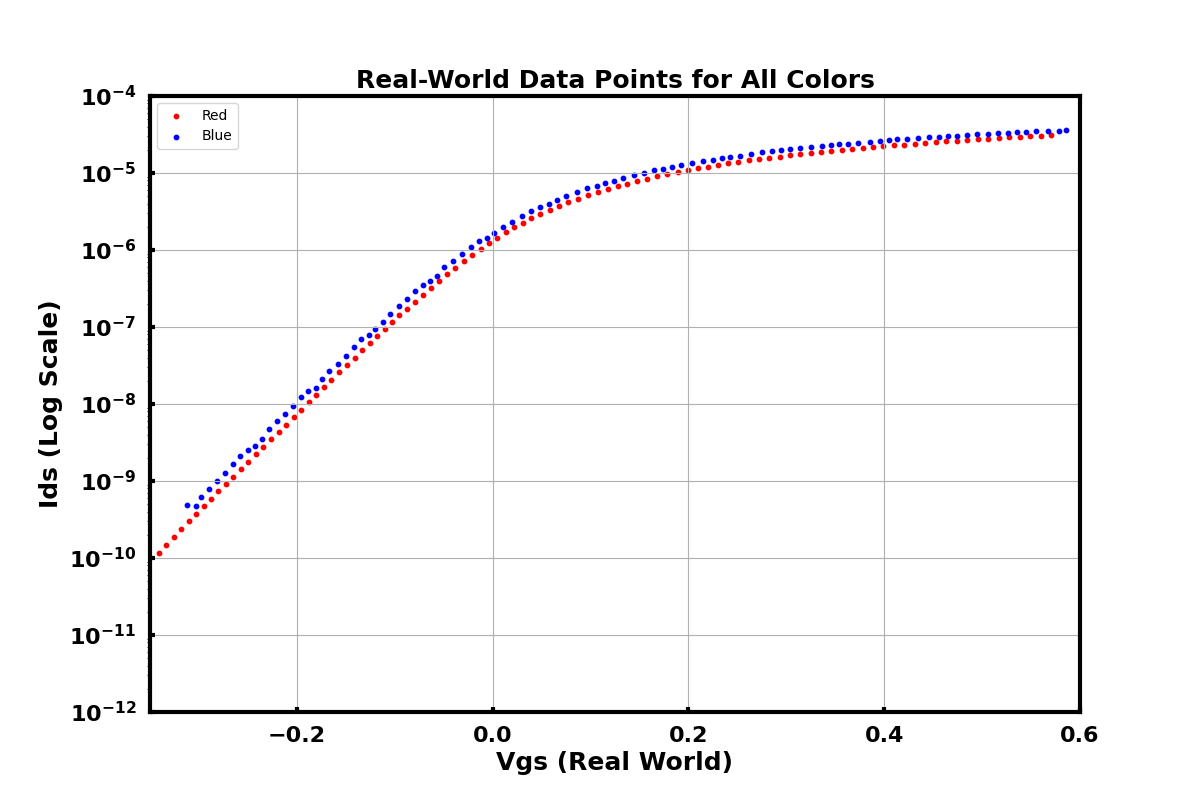 Real-World Data Points for All Colors
10⁻⁴
Red
Blue
10⁻⁵
10⁻⁶
10⁻⁷
10⁻⁸
10⁻⁹
10⁻¹⁰
10⁻¹¹
10⁻¹²
Ids (Log Scale)
−0.2 0.0 0.2 0.4 0.6
Vgs (Real World)